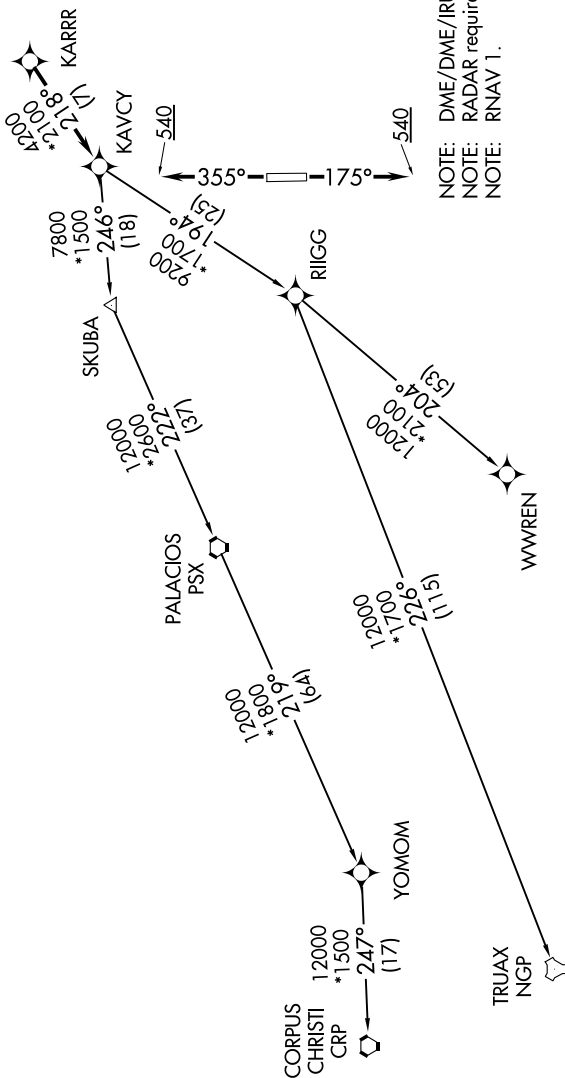 KARRR
4200
*2100
218°
(7)
KAVCY
540
355°
175°
540
7800
*1500
246°
(18)
SKUBA
9200
*1700
194°
(25)
RIIGG
12000
*2600
222°
(37)
PALACIOS
PSX
12000
*2100
204°
(53)
WWREN
12000
*1800
219°
(64)
12000
*1700
226°
(115)
YOMOM
12000
*1500
247°
(17)
CORPUS
CHRISTI
CRP
TRUAX
NGP
NOTE: DME/DME/IRU
NOTE: RADAR require
NOTE: RNAV 1.